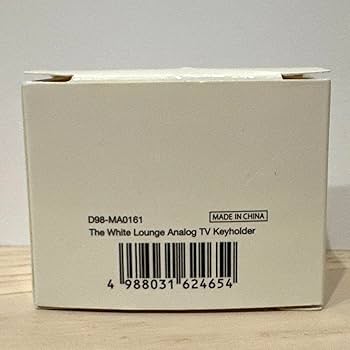 D98-MA0161 MADE IN CHINA
The White Lounge Analog TV Keyholder
4 988031 624654